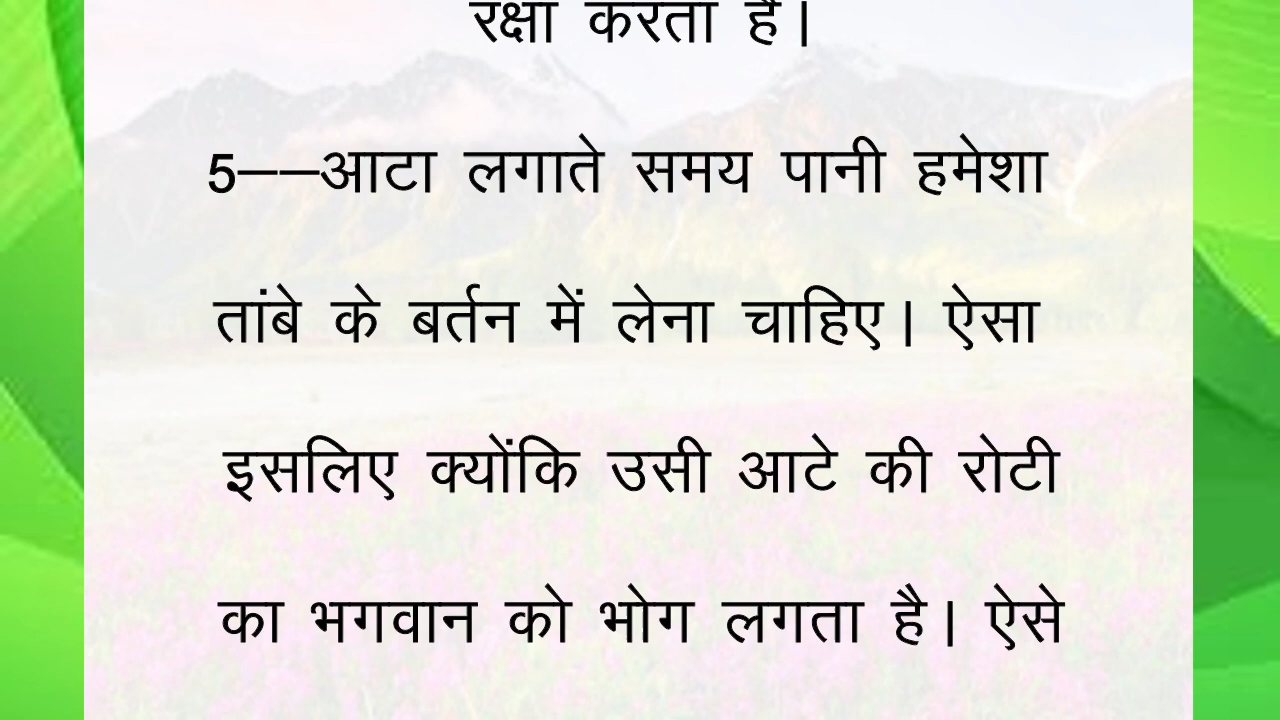 रक्षा करता है।
5——आटा लगाते समय पानी हमेशा
तांबे के बर्तन में लेना चाहिए। ऐसा
इसलिए क्योंकि उसी आटे की रोटी
का भगवान को भोग लगता है। ऐसे